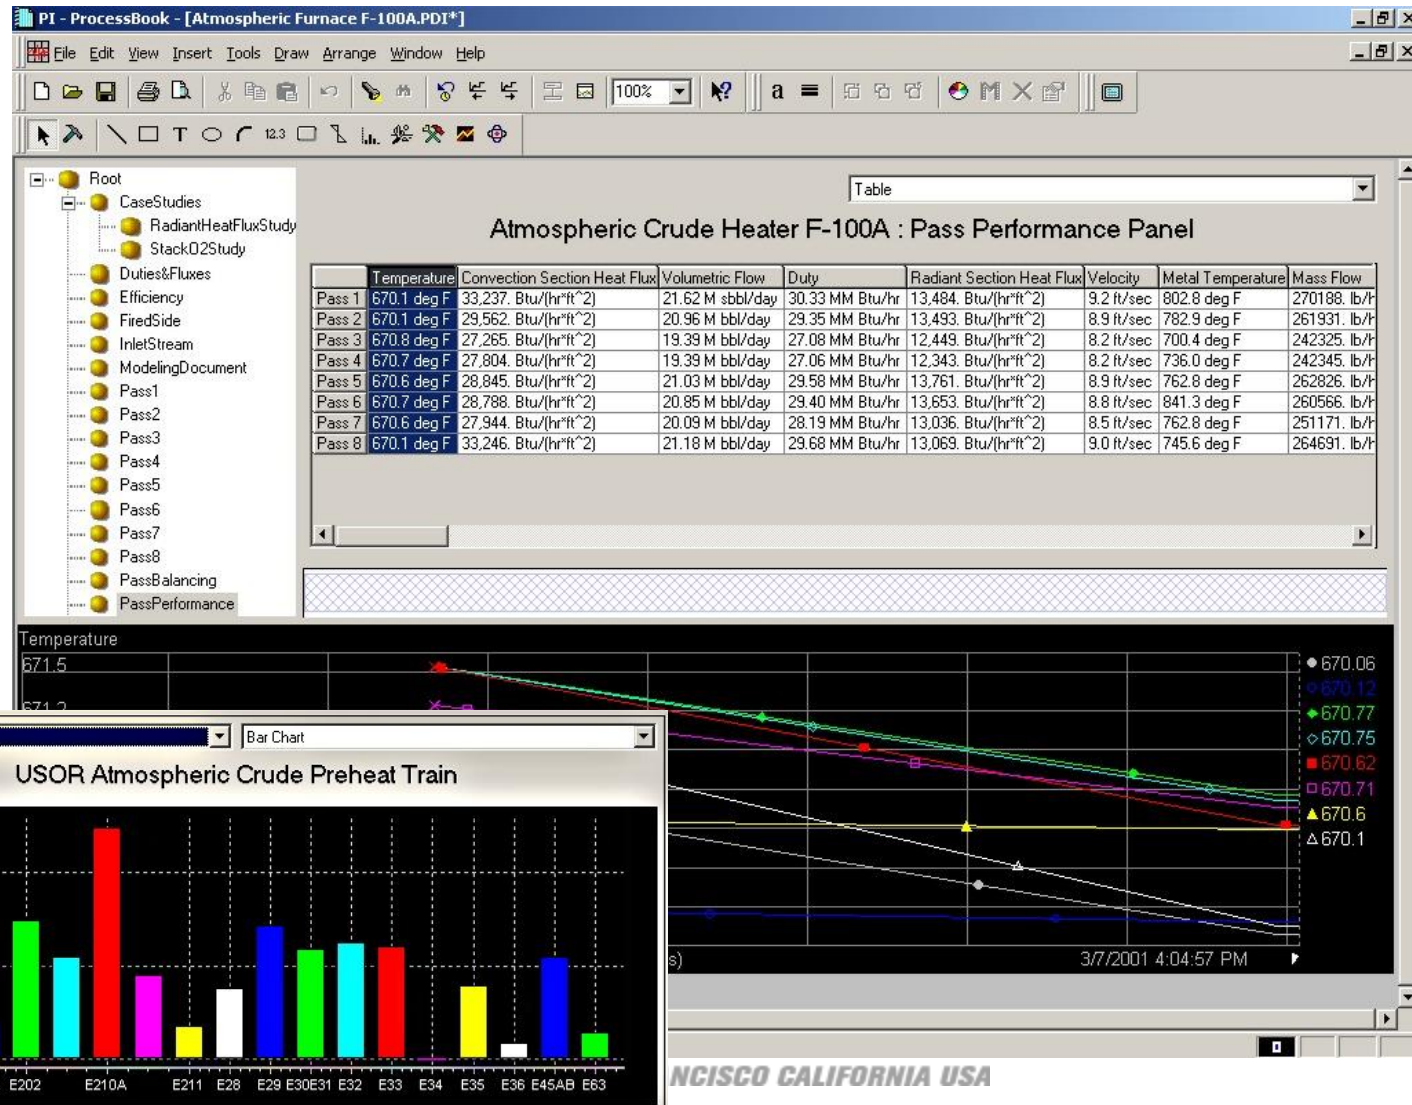 PI - ProcessBook - [Atmospheric Furnace F-100A.PDI*]
File Edit View Insert Tools Draw Arrange Window Help
100%
a
T 12.3
Root
CaseStudies
RadiantHeatFluxStudy
StackO2Study
Duties&Fluxes
Efficiency
FiredSide
InletStream
ModelingDocument
Pass1
Pass2
Pass3
Pass4
Pass5
Pass6
Pass7
Pass8
PassBalancing
PassPerformance
Table
Atmospheric Crude Heater F-100A : Pass Performance Panel
Temperature Convection Section Heat Flux Volumetric Flow Duty Radiant Section Heat Flux Velocity Metal Temperature Mass Flow
Pass 1 670.1 deg F 33,237. Btu/(hr*ft^2) 21.62 M sbbl/day 30.33 MM Btu/hr 13,484. Btu/(hr*ft^2) 9.2 ft/sec 802.8 deg F 270188. lb/h
Pass 2 670.1 deg F 29,562. Btu/(hr*ft^2) 20.96 M bbl/day 29.35 MM Btu/hr 13,493. Btu/(hr*ft^2) 8.9 ft/sec 782.9 deg F 261931. lb/h
Pass 3 670.8 deg F 27,265. Btu/(hr*ft^2) 19.39 M bbl/day 27.08 MM Btu/hr 12,449. Btu/(hr*ft^2) 8.2 ft/sec 700.4 deg F 242325. lb/h
Pass 4 670.7 deg F 27,804. Btu/(hr*ft^2) 19.39 M bbl/day 27.06 MM Btu/hr 12,343. Btu/(hr*ft^2) 8.2 ft/sec 736.0 deg F 242345. lb/h
Pass 5 670.6 deg F 28,845. Btu/(hr*ft^2) 21.03 M bbl/day 29.58 MM Btu/hr 13,761. Btu/(hr*ft^2) 8.9 ft/sec 762.8 deg F 262826. lb/h
Pass 6 670.7 deg F 28,788. Btu/(hr*ft^2) 20.85 M bbl/day 29.40 MM Btu/hr 13,653. Btu/(hr*ft^2) 8.8 ft/sec 841.3 deg F 260566. lb/h
Pass 7 670.6 deg F 27,944. Btu/(hr*ft^2) 20.09 M bbl/day 28.19 MM Btu/hr 13,036. Btu/(hr*ft^2) 8.5 ft/sec 762.8 deg F 251171. lb/h
Pass 8 670.1 deg F 33,246. Btu/(hr*ft^2) 21.18 M bbl/day 29.68 MM Btu/hr 13,069. Btu/(hr*ft^2) 9.0 ft/sec 745.6 deg F 264691. lb/h
Temperature
671.5
671.2
670.06
670.12
670.77
670.75
670.62
670.71
670.6
670.1
s) 3/7/2001 4:04:57 PM
Bar Chart
USOR Atmospheric Crude Preheat Train
E202 E210A E211 E28 E29 E30E31 E32 E33 E34 E35 E36 E45AB E63
NCISCO CALIFORNIA USA